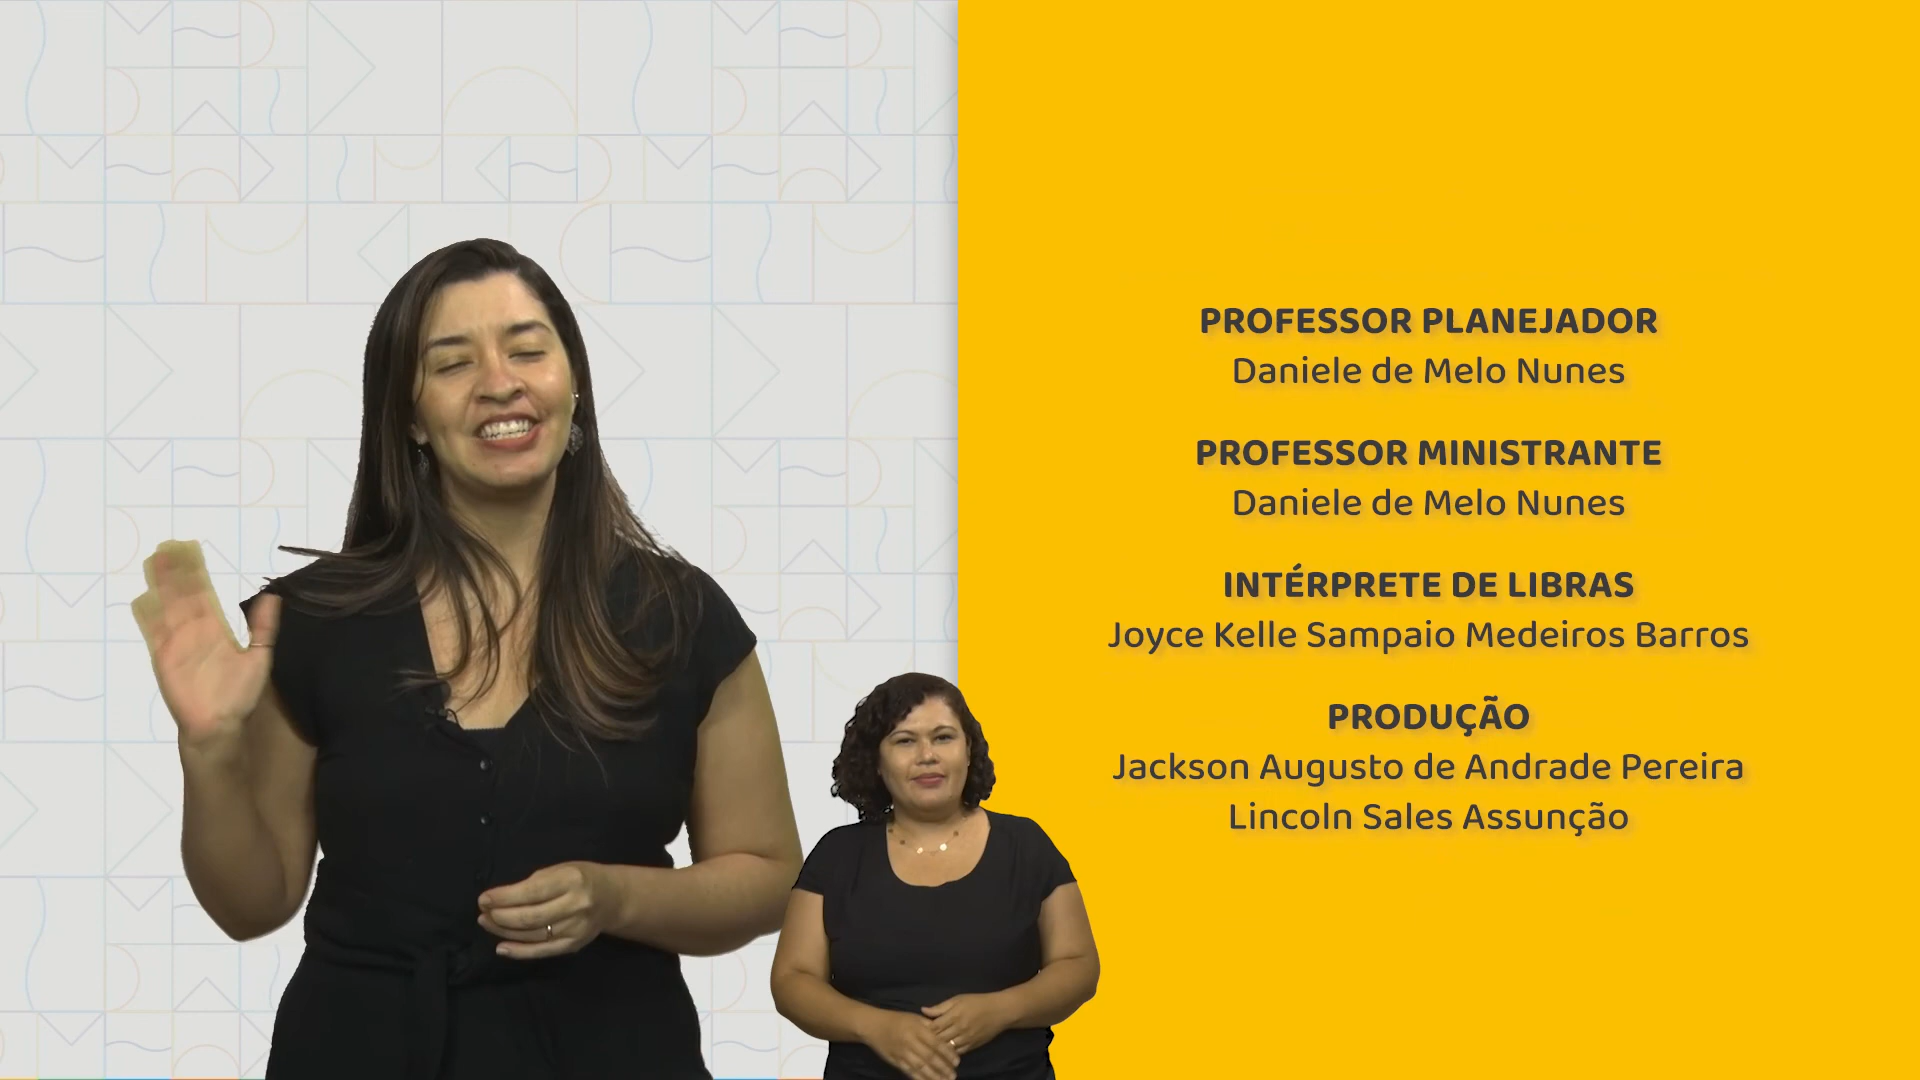 PROFESSOR PLANEJADOR
Daniele de Melo Nunes
PROFESSOR MINISTRANTE
Daniele de Melo Nunes
INTÉRPRETE DE LIBRAS
Joyce Kelle Sampaio Medeiros Barros
PRODUÇÃO
Jackson Augusto de Andrade Pereira
Lincoln Sales Assunção